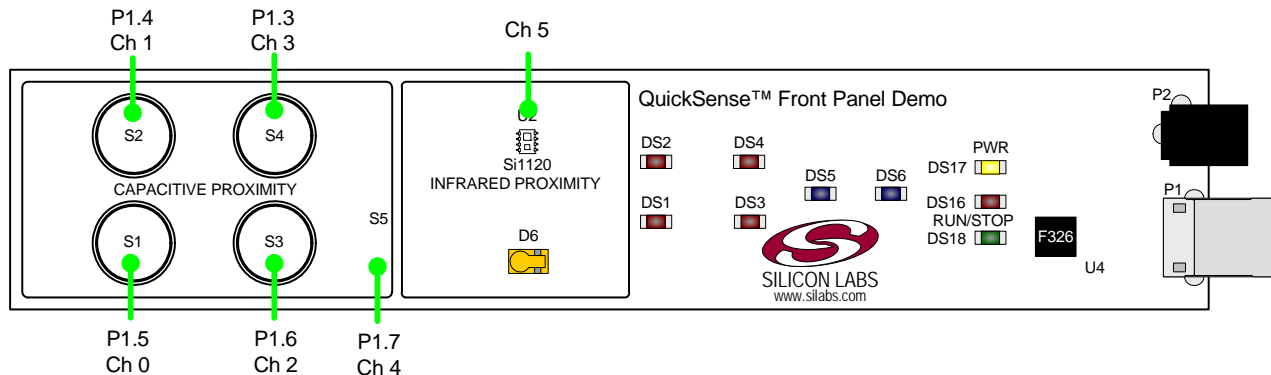 P1.4
Ch 1
P1.3
Ch 3
Ch 5
QuickSense™ Front Panel Demo
P2
S2
S4
U2
Si1120
INFRARED PROXIMITY
CAPACITIVE PROXIMITY
DS2
DS4
DS5
DS6
PWR
DS17
P1
S1
S3
S5
D6
DS1
DS3
DS16
RUN/STOP
DS18
F326
U4
SILICON LABS
www.silabs.com
P1.5
Ch 0
P1.6
Ch 2
P1.7
Ch 4